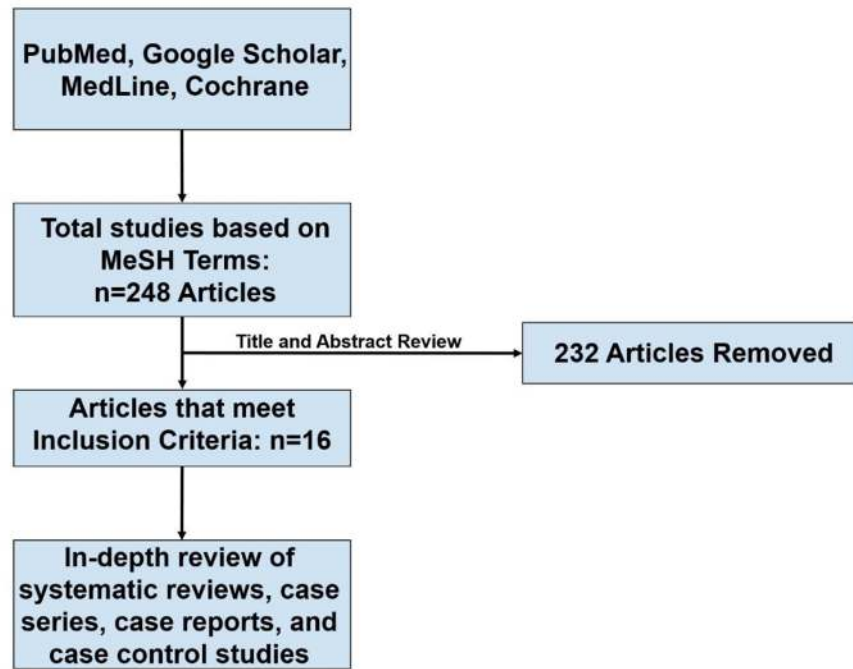 PubMed, Google Scholar,
MedLine, Cochrane
Total studies based on
MeSH Terms:
n=248 Articles
Title and Abstract Review
232 Articles Removed
Articles that meet
Inclusion Criteria: n=16
In-depth review of
systematic reviews, case
series, case reports, and
case control studies